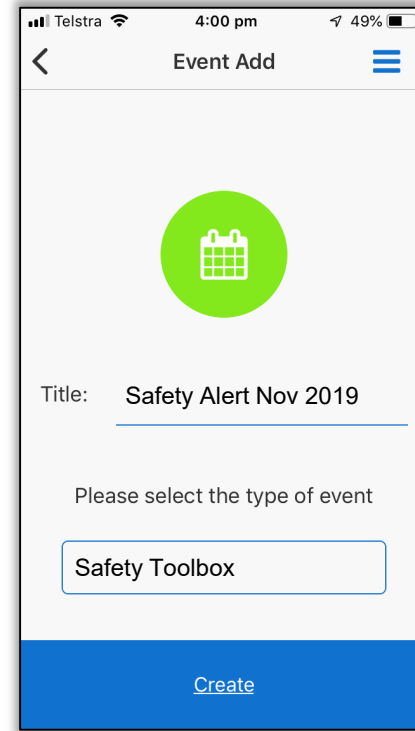 Telstra 4:00 pm 49%
Event Add
Title: Safety Alert Nov 2019
Please select the type of event
Safety Toolbox
Create